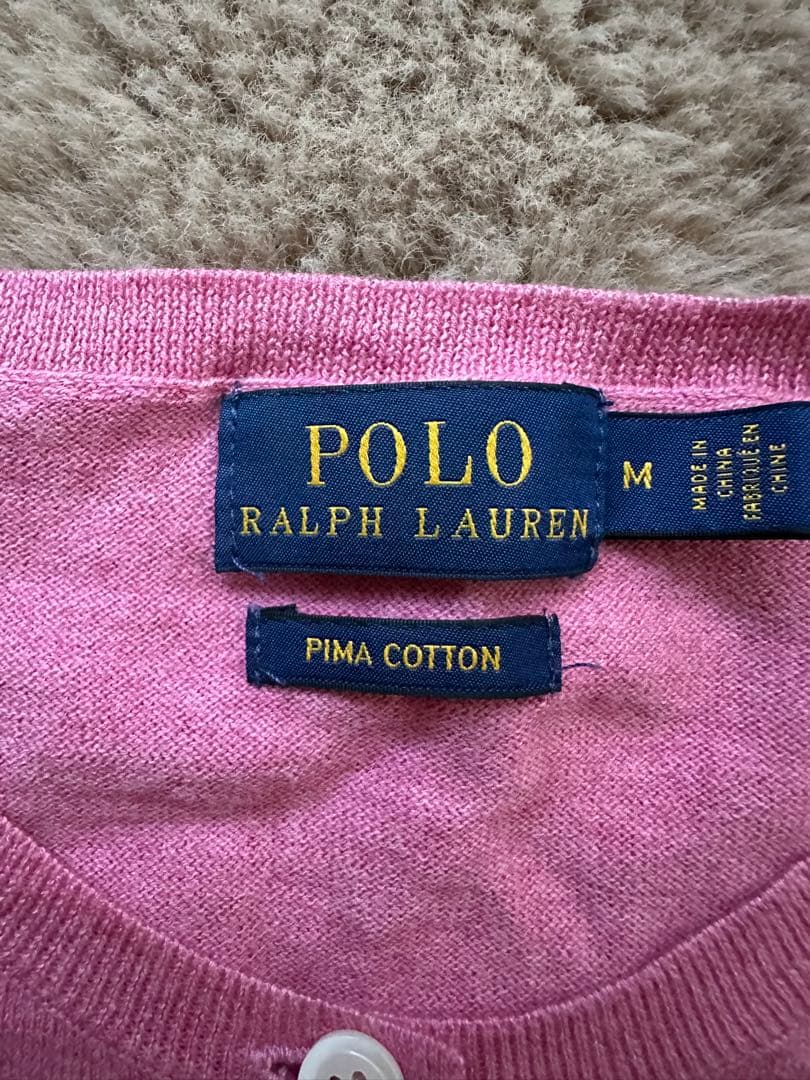 POLO
RALPH LAUREN
M
MADE IN
CHINA
FABRIQUÉ EN
CHINE
PIMA COTTON